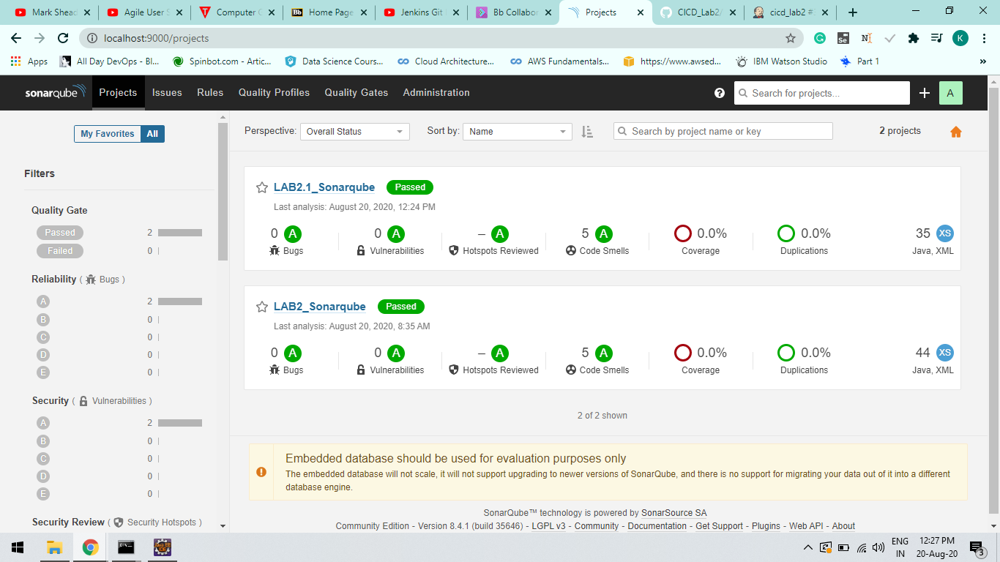 Mark Shead
Agile User S
Computer G
Home Page
Jenkins Git
Bb Collabor
Projects
CICD_Lab2/
cicd_lab2 #
localhost:9000/projects
K
Apps
All Day DevOps - Bl...
Spinbot.com - Artic...
Data Science Cours...
Cloud Architecture...
AWS Fundamentals...
https://www.awsed...
IBM Watson Studio
Part 1
»
sonarqube
Projects
Issues
Rules
Quality Profiles
Quality Gates
Administration
Search for projects...
A
My Favorites
All
Perspective:
Overall Status
Sort by:
Name
Search by project name or key
2 projects
Filters
Quality Gate
Passed 2
Failed 0
Reliability ( Bugs )
A 2
B 0
C 0
D 0
E 0
Security ( Vulnerabilities )
A 2
B 0
C 0
D 0
E 0
Security Review ( Security Hotspots )
LAB2.1_Sonarqube Passed
Last analysis: August 20, 2020, 12:24 PM
0 A 0 A – A 5 A 0.0% 0.0% 35 XS
Bugs Vulnerabilities Hotspots Reviewed Code Smells Coverage Duplications Java, XML
LAB2_Sonarqube Passed
Last analysis: August 20, 2020, 8:35 AM
0 A 0 A – A 5 A 0.0% 0.0% 44 XS
Bugs Vulnerabilities Hotspots Reviewed Code Smells Coverage Duplications Java, XML
2 of 2 shown
Embedded database should be used for evaluation purposes only
The embedded database will not scale, it will not support upgrading to newer versions of SonarQube, and there is no support for migrating your data out of it into a different
database engine.
SonarQube™ technology is powered by SonarSource SA
Community Edition - Version 8.4.1 (build 35646) - LGPL v3 - Community - Documentation - Get Support - Plugins - Web API - About
ENG
IN
12:27 PM
20-Aug-20
3